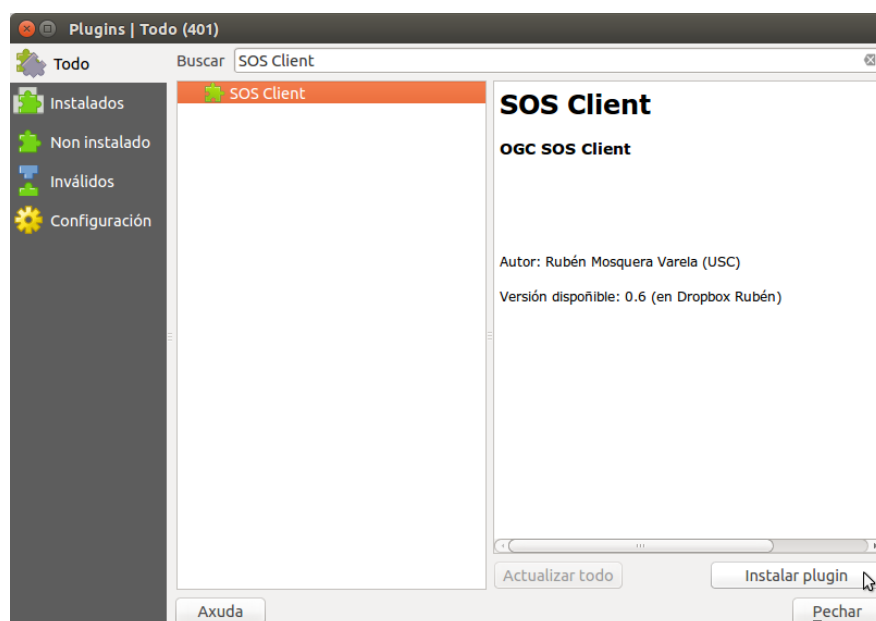 Plugins | Todo (401)
Todo
Buscar SOS Client
Instalados
Non instalado
Inválidos
Configuración
SOS Client
SOS Client
OGC SOS Client
Autor: Rubén Mosquera Varela (USC)
Versión dispoñible: 0.6 (en Dropbox Rubén)
Actualizar todo
Instalar plugin
Axuda
Pechar